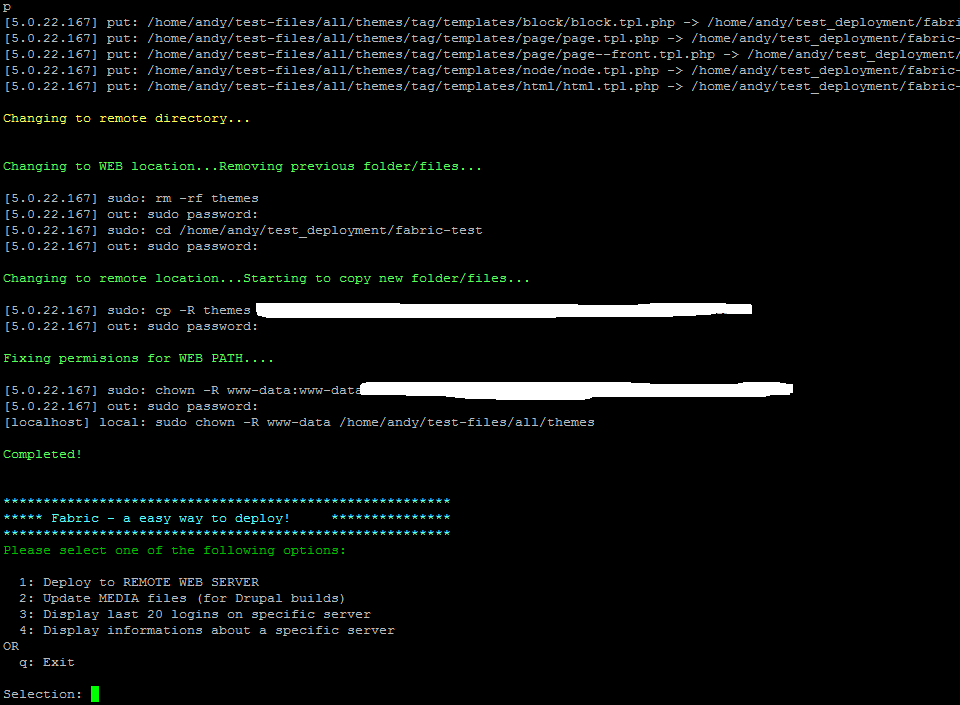 p
[5.0.22.167] put: /home/andy/test-files/all/themes/tag/templates/block/block.tpl.php -> /home/andy/test_deployment/fabri
[5.0.22.167] put: /home/andy/test-files/all/themes/tag/templates/page/page.tpl.php -> /home/andy/test_deployment/fabric-
[5.0.22.167] put: /home/andy/test-files/all/themes/tag/templates/page/page--front.tpl.php -> /home/andy/test_deployment/
[5.0.22.167] put: /home/andy/test-files/all/themes/tag/templates/node/node.tpl.php -> /home/andy/test_deployment/fabric-
[5.0.22.167] put: /home/andy/test-files/all/themes/tag/templates/html/html.tpl.php -> /home/andy/test_deployment/fabric-
Changing to remote directory...
Changing to WEB location...Removing previous folder/files...
[5.0.22.167] sudo: rm -rf themes
[5.0.22.167] out: sudo password:
[5.0.22.167] sudo: cd /home/andy/test_deployment/fabric-test
[5.0.22.167] out: sudo password:
Changing to remote location...Starting to copy new folder/files...
[5.0.22.167] sudo: cp -R themes
[5.0.22.167] out: sudo password:
Fixing permisions for WEB PATH....
[5.0.22.167] sudo: chown -R www-data:www-data
[5.0.22.167] out: sudo password:
[localhost] local: sudo chown -R www-data /home/andy/test-files/all/themes
Completed!
********************************************************
***** Fabric - a easy way to deploy!     ***************
********************************************************
Please select one of the following options:
1: Deploy to REMOTE WEB SERVER
2: Update MEDIA files (for Drupal builds)
3: Display last 20 logins on specific server
4: Display informations about a specific server
OR
q: Exit
Selection: